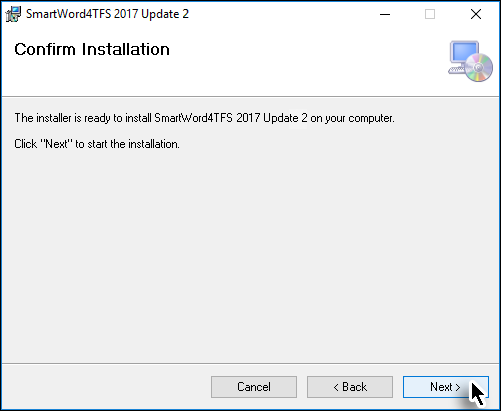 SmartWord4TFS 2017 Update 2
Confirm Installation
The installer is ready to install SmartWord4TFS 2017 Update 2 on your computer.
Click "Next" to start the installation.
Cancel
< Back
Next >